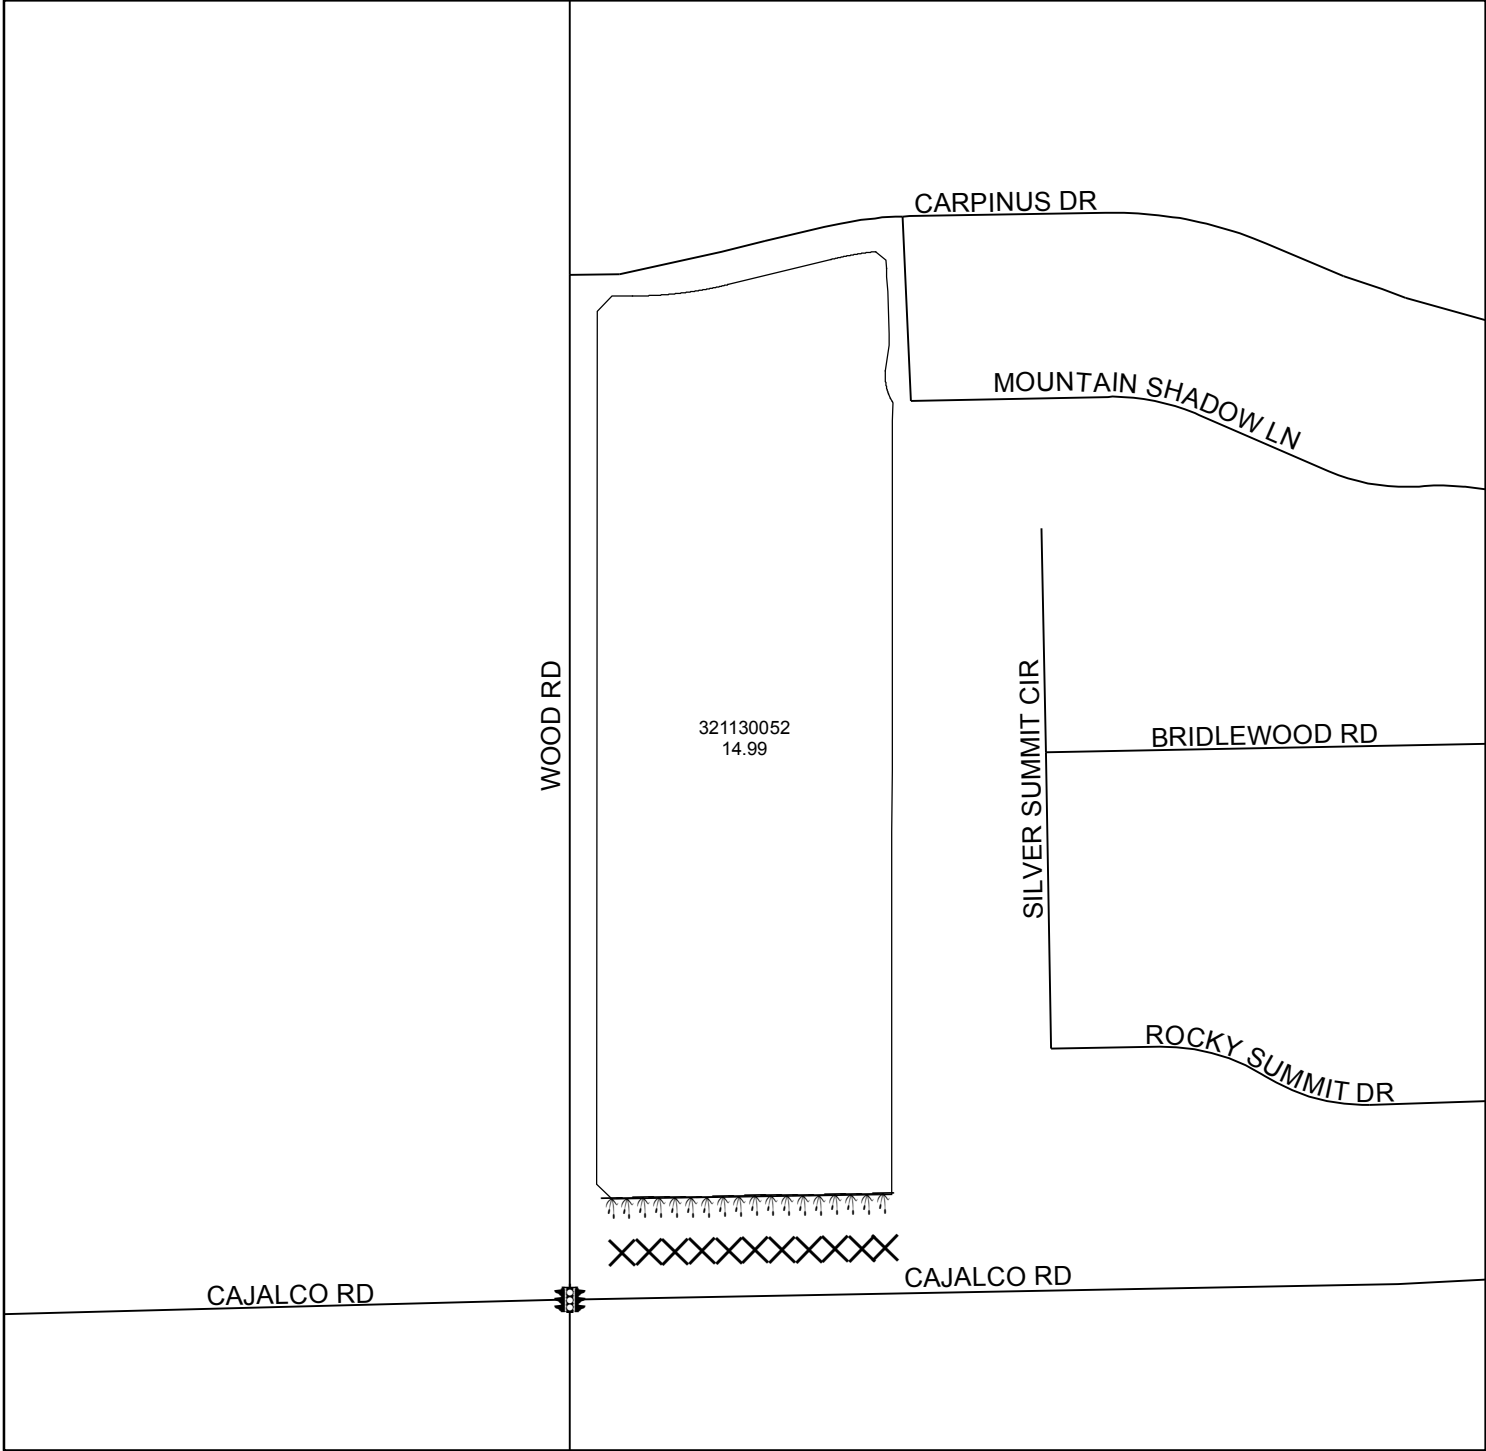 CARPINUS DR
MOUNTAIN SHADOW LN
WOOD RD
321130052
14.99
SILVER SUMMIT CIR
BRIDLEWOOD RD
ROCKY SUMMIT DR
CAJALCO RD
CAJALCO RD